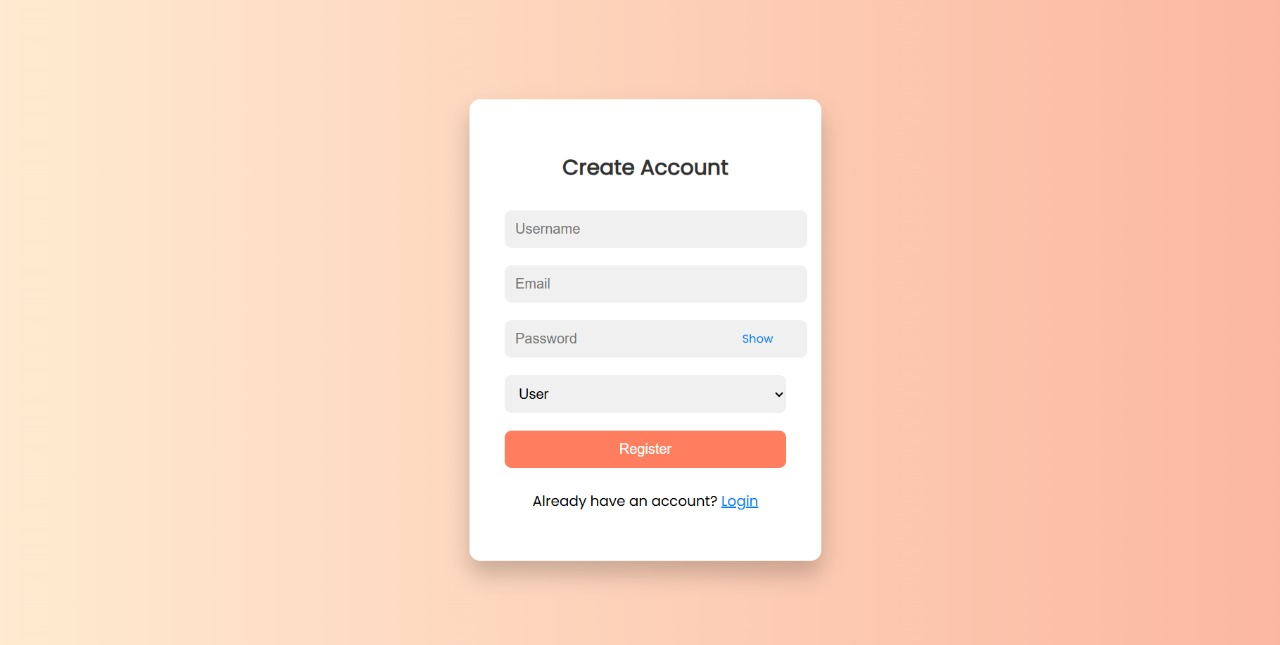 Create Account
Username
Email
Password Show
User
Register
Already have an account? Login